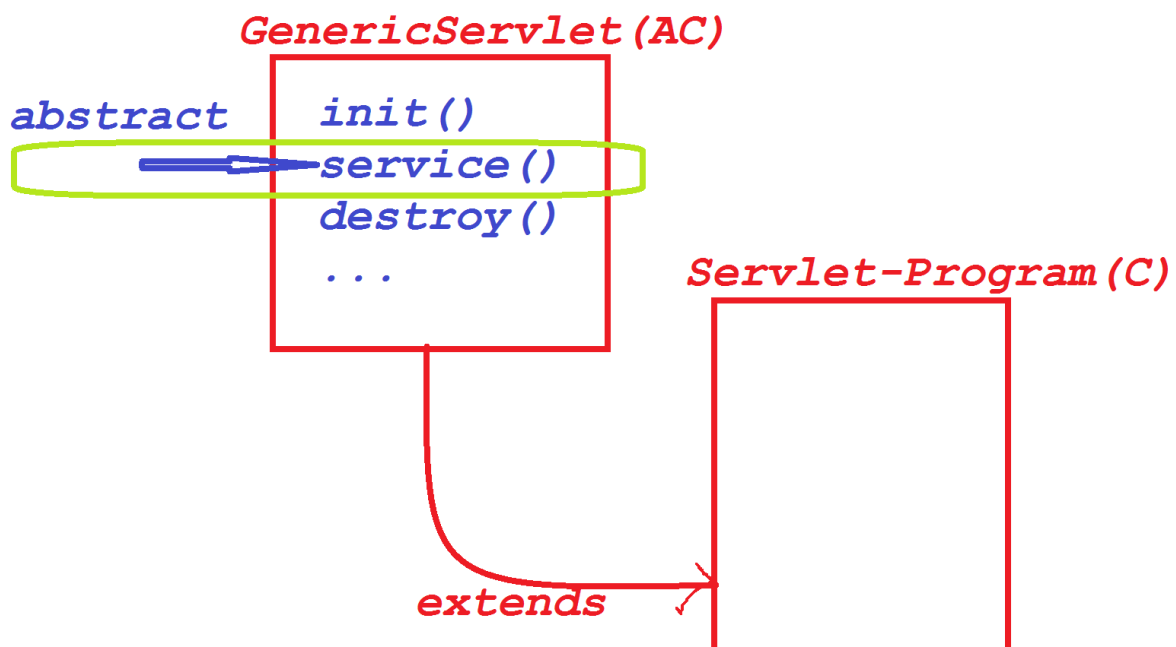 GenericServlet(AC)
abstract
init()
service()
destroy()
...
Servlet-Program(C)
extends